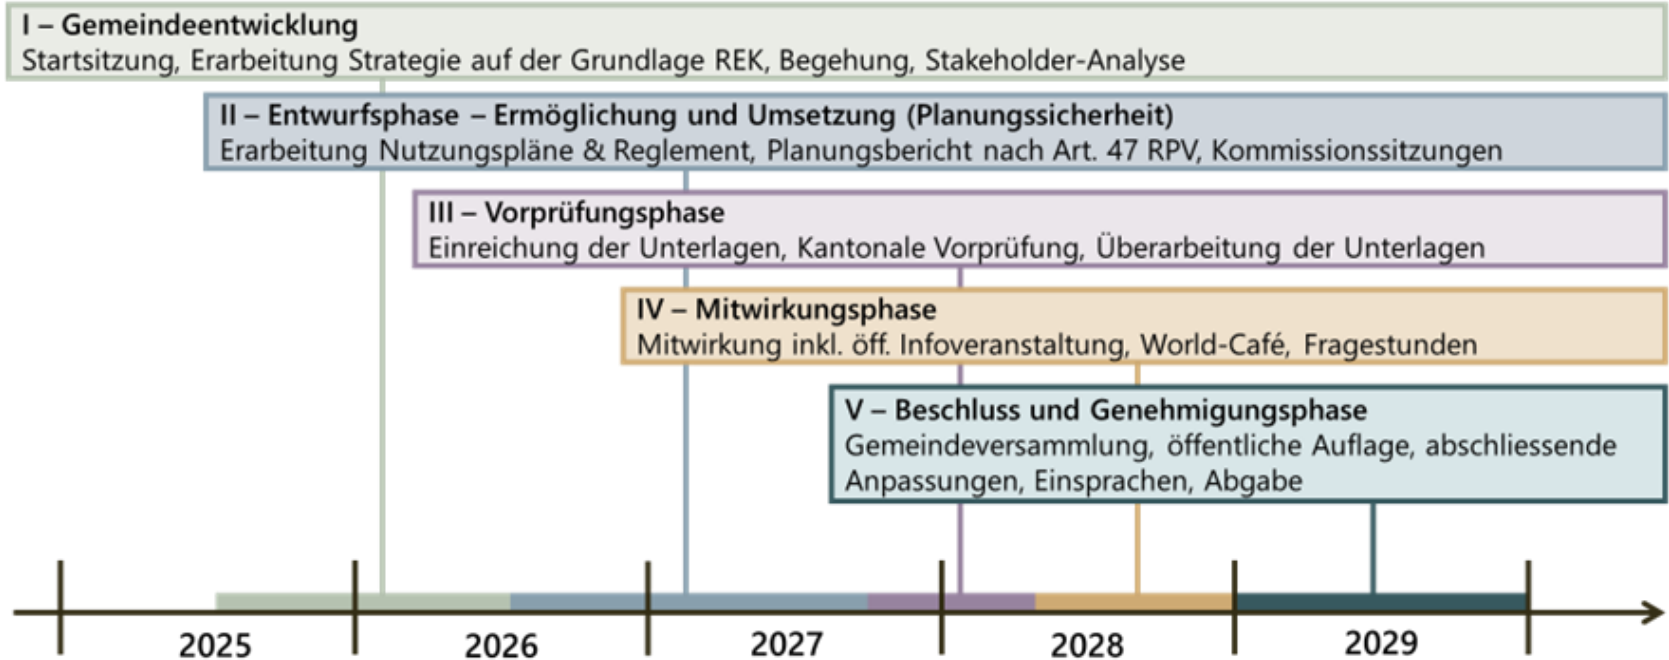 I – Gemeindeentwicklung
Startsitzung, Erarbeitung Strategie auf der Grundlage REK, Begehung, Stakeholder-Analyse
II – Entwurfsphase – Ermöglichung und Umsetzung (Planungssicherheit)
Erarbeitung Nutzungspläne & Reglement, Planungsbericht nach Art. 47 RPV, Kommissionssitzungen
III – Vorprüfungsphase
Einreichung der Unterlagen, Kantonale Vorprüfung, Überarbeitung der Unterlagen
IV – Mitwirkungsphase
Mitwirkung inkl. öff. Infoveranstaltung, World-Café, Fragestunden
V – Beschluss und Genehmigungsphase
Gemeindeversammlung, öffentliche Auflage, abschliessende
Anpassungen, Einsprachen, Abgabe
2025 2026 2027 2028 2029